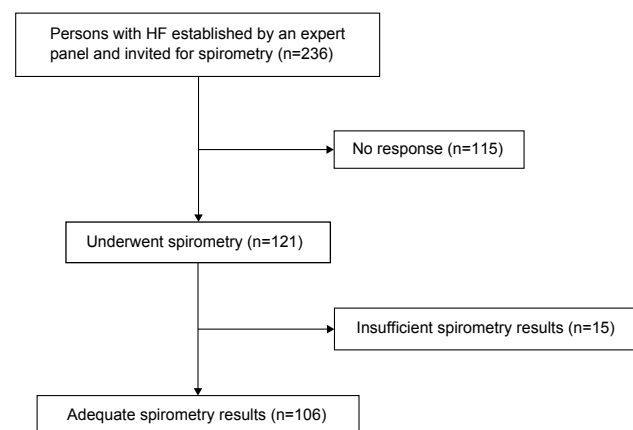 Persons with HF established by an expert
panel and invited for spirometry (n=236)
No response (n=115)
Underwent spirometry (n=121)
Insufficient spirometry results (n=15)
Adequate spirometry results (n=106)